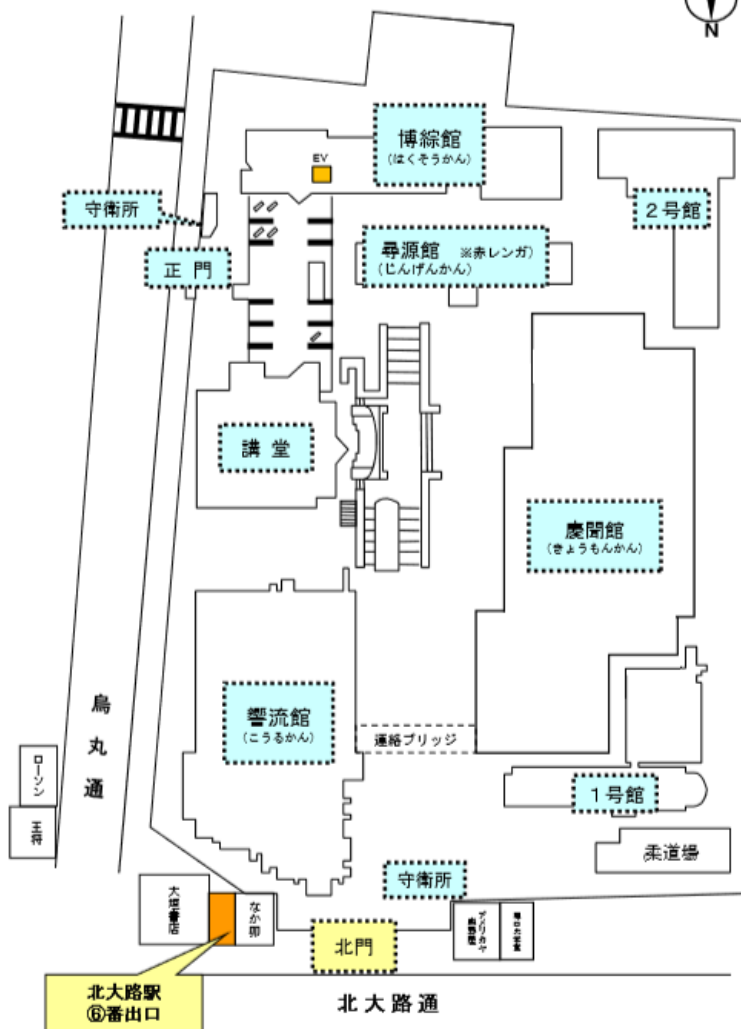 N
博綜館
(はくそうかん)
EV
守衛所
2号館
正門
尋源館 ※赤レンガ)
(じんげんかん)
講堂
慶聞館
(きょうもんかん)
響流館
(こうるかん)
烏丸通
連絡ブリッジ
ローソン
王将
1号館
柔道場
守衛所
大垣書店
なか卯
北門
北大路駅
⑥番出口
北大路通